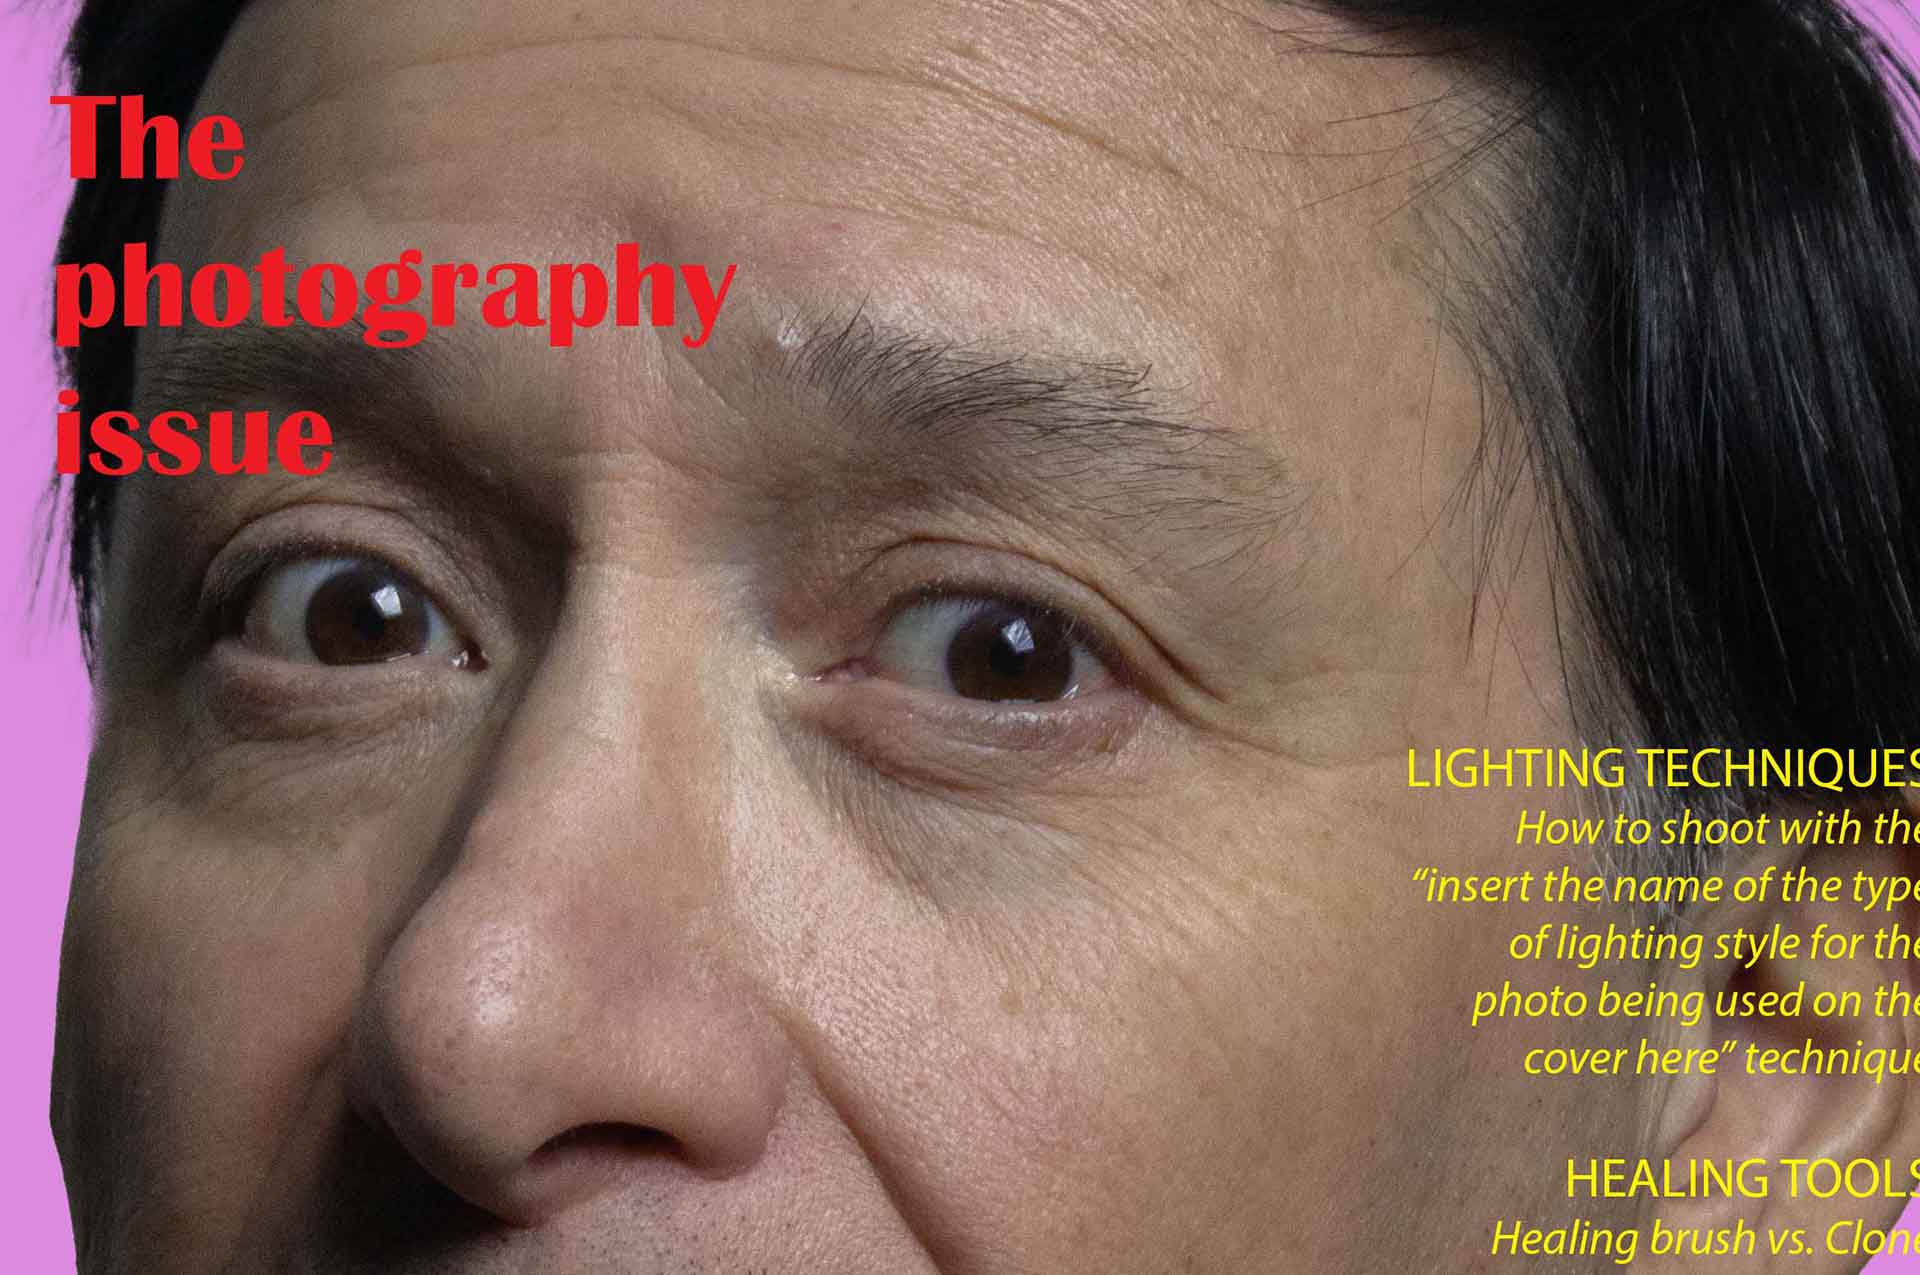 The
photography
issue
LIGHTING TECHNIQUES
How to shoot with the
“insert the name of the type
of lighting style for the
photo being used on the
cover here” technique
HEALING TOOLS
Healing brush vs. Clone